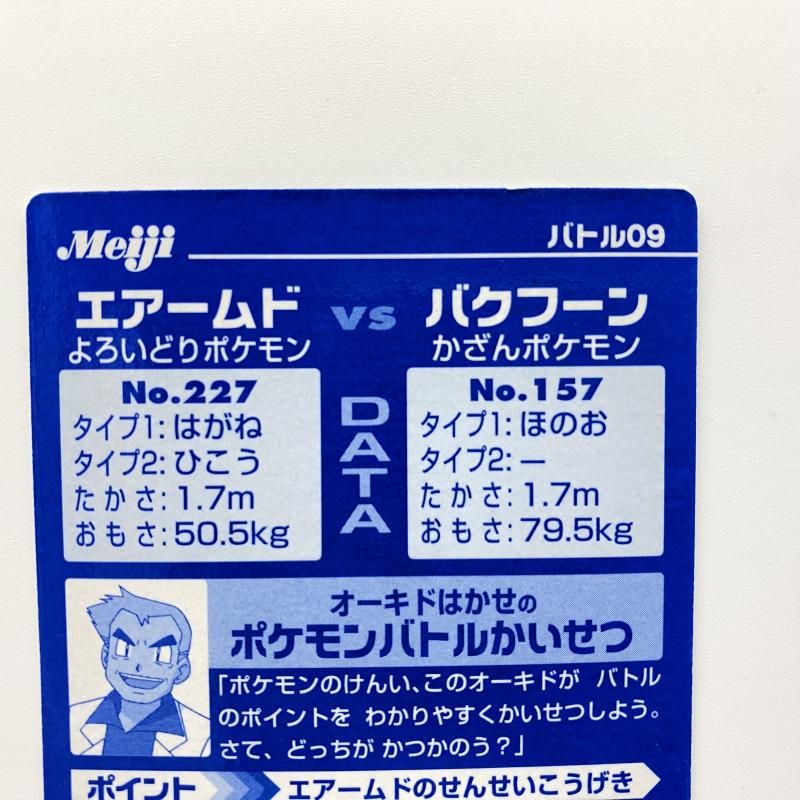 Meiji
バトル09
エアームド vs バクフーン
よろいどりポケモン かざんポケモン
DATA
No.227
タイプ1:はがね
タイプ2:ひこう
たかさ:1.7m
おもさ:50.5kg
No.157
タイプ1:ほのお
タイプ2:―
たかさ:1.7m
おもさ:79.5kg
オーキドはかせの
ポケモンバトルかいせつ
「ポケモンのけんい、このオーキドが バトル
のポイントを わかりやすくかいせつしよう。
さて、どっちが かつかのう?」
ポイント エアームドのせんせいこうげき